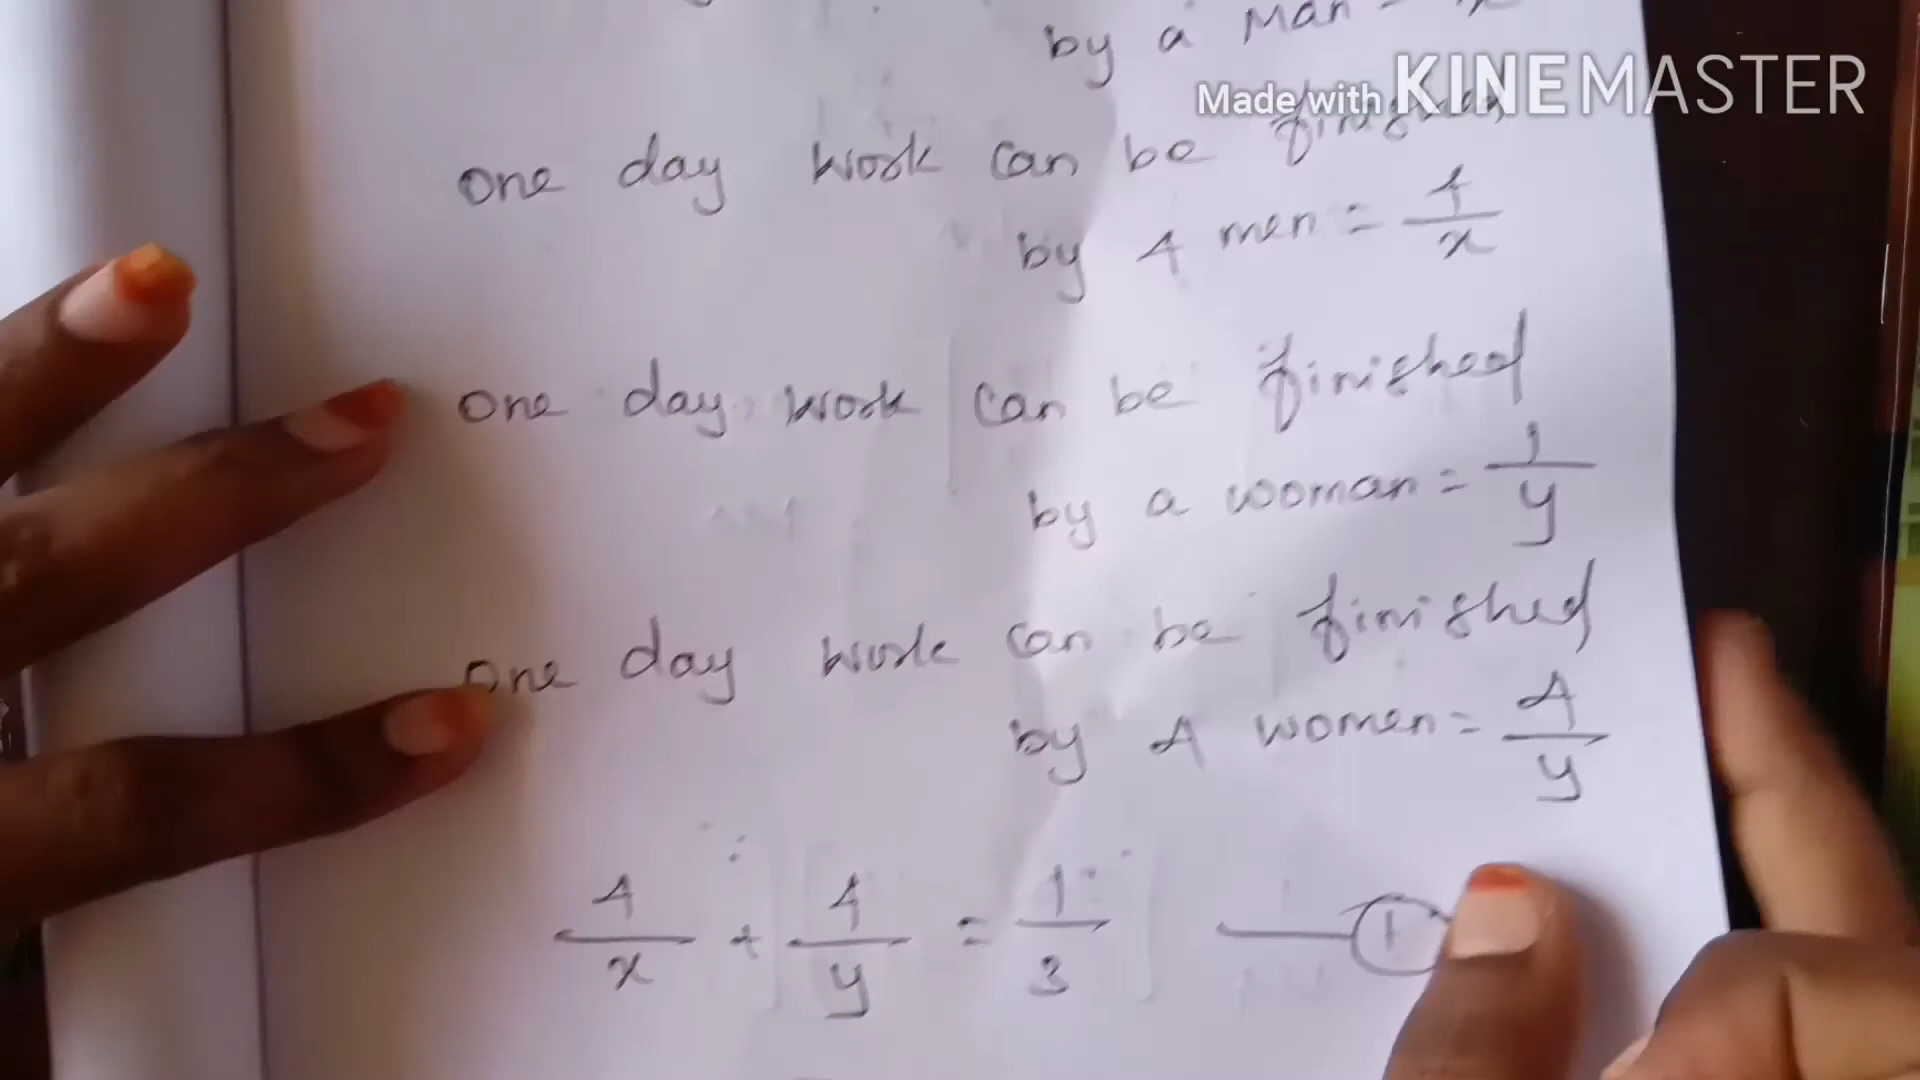 by a Man =
Made with KINEMASTER
one day work can be finished
by 4 men = 4/x
one day work can be finished
by a woman = 1/y
one day work can be finished
by 4 women = 4/y
4/x + 4/y = 1/3 — 1